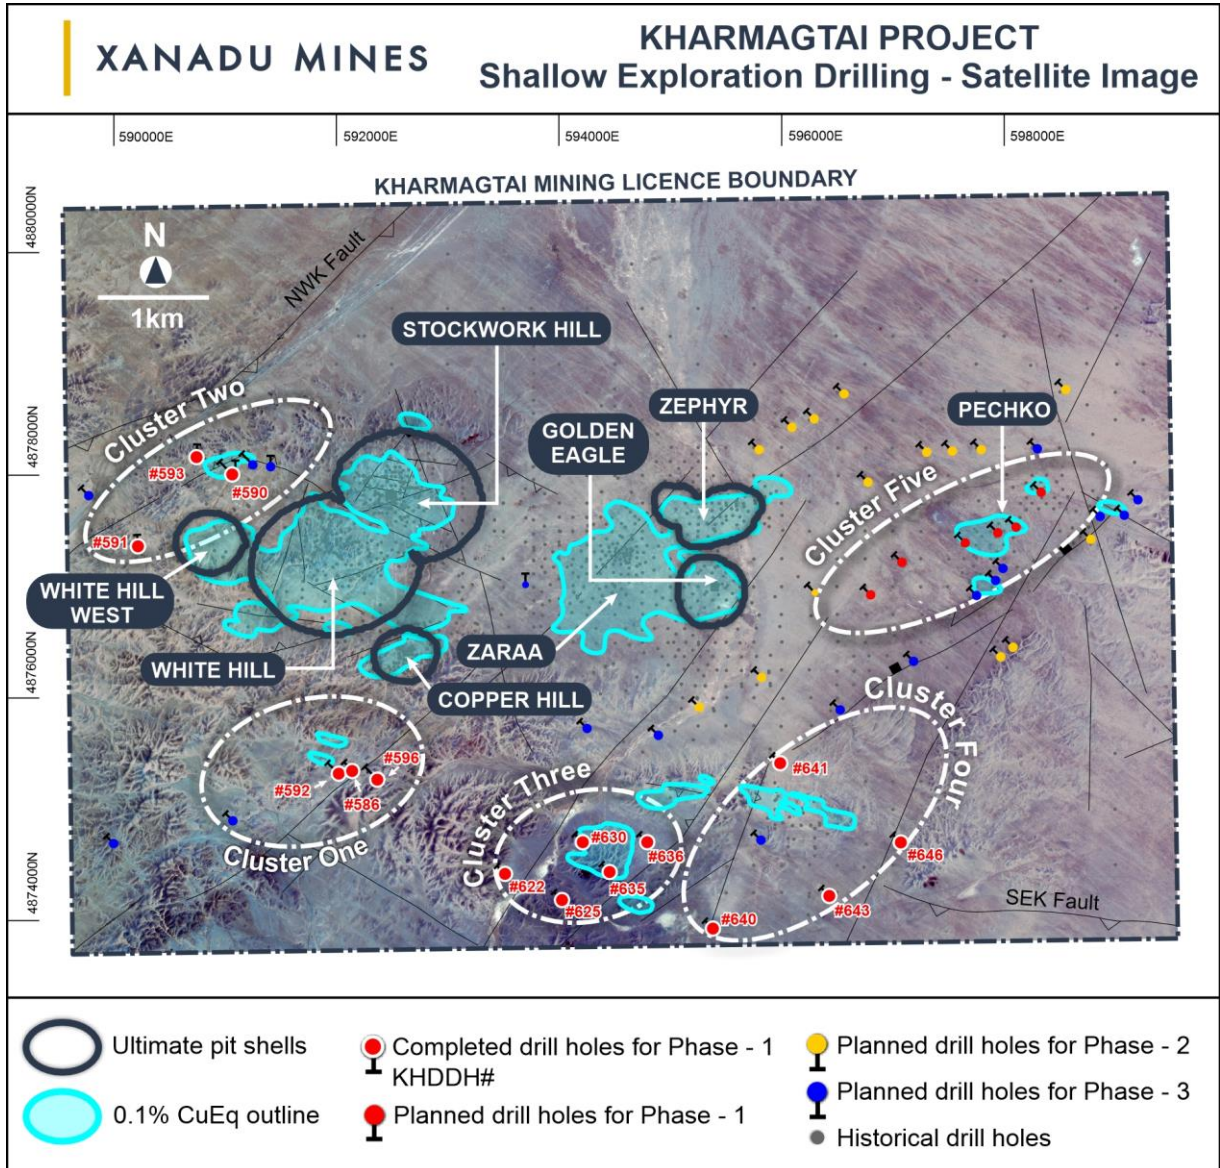 XANADU MINES
KHARMAGTAI PROJECT
Shallow Exploration Drilling - Satellite Image
590000E
592000E
594000E
596000E
598000E
KHARMAGTAI MINING LICENCE BOUNDARY
4880000N
4878000N
4876000N
4874000N
N
1km
NWK Fault
STOCKWORK HILL
Cluster Two
ZEPHYR
PECHKO
GOLDEN
EAGLE
#593
#590
#591
Cluster Five
WHITE HILL
WEST
WHITE HILL
ZARAA
COPPER HILL
Cluster Four
#596
#592
#586
Cluster One
#641
Cluster Three
#630
#636
#646
#622
#635
#625
#643
#640
SEK Fault
Ultimate pit shells
0.1% CuEq outline
Completed drill holes for Phase - 1
KHDDH#
Planned drill holes for Phase - 1
Planned drill holes for Phase - 2
Planned drill holes for Phase - 3
Historical drill holes